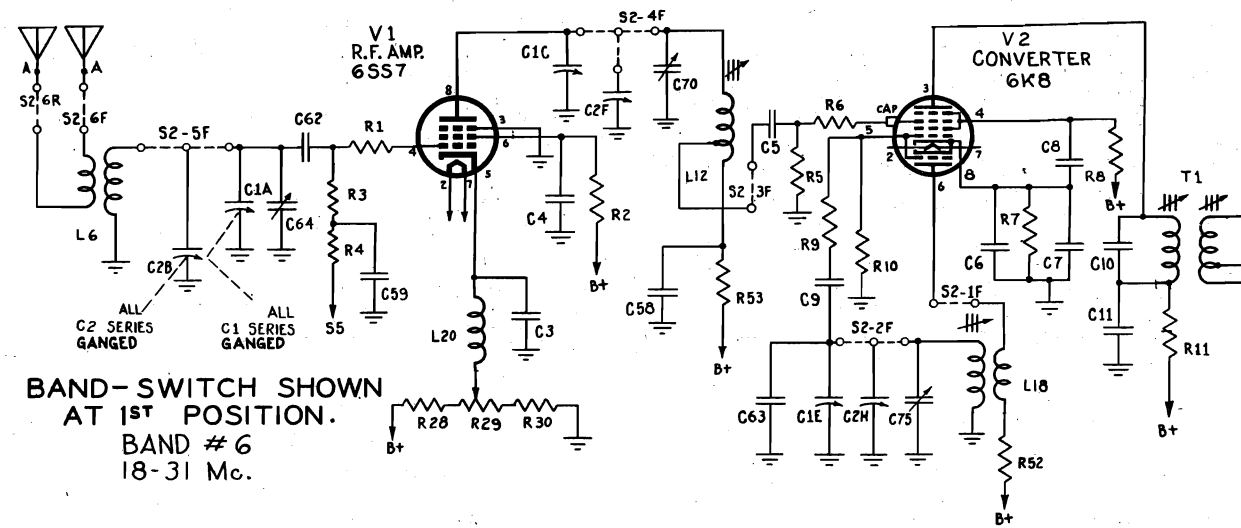 V1
R.F. AMP.
6SS7
V2
CONVERTER
6K8
A
A
S2 6R
S2 6F
S2-5F
C62
R1
L6
C2B
C1A
C64
R3
R4
C59
S5
ALL
C2 SERIES
GANGED
ALL
C1 SERIES
GANGED
8
3
6
4
5
2
7
C1C
S2-4F
C2F
C70
C4
R2
B+
L20
C3
R28
R29
R30
B+
L12
S2 3F
C58
R53
B+
C5
R5
R6
CAP
3
4
5
2
7
8
6
R9
R10
C9
C8
R8
B+
R7
C6
C7
S2-1F
S2-2F
C63
C1E
C2H
C75
L18
R52
B+
T1
C10
C11
R11
B+
BAND-SWITCH SHOWN
AT 1ST POSITION.
BAND # 6
18-31 Mc.